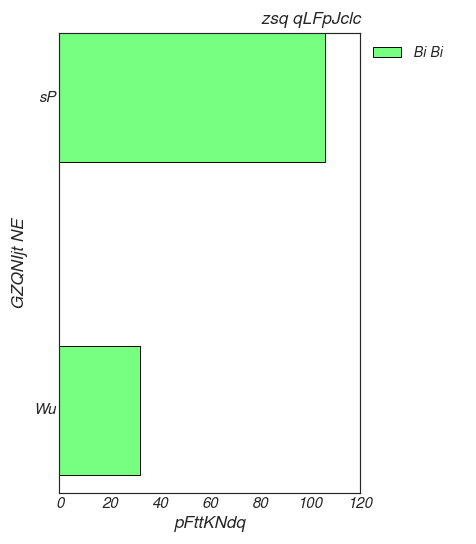 zsq qLFpJclc
Bi Bi
sP
GZQNljt NE
Wu
0 20 40 60 80 100 120
pFttKNdq